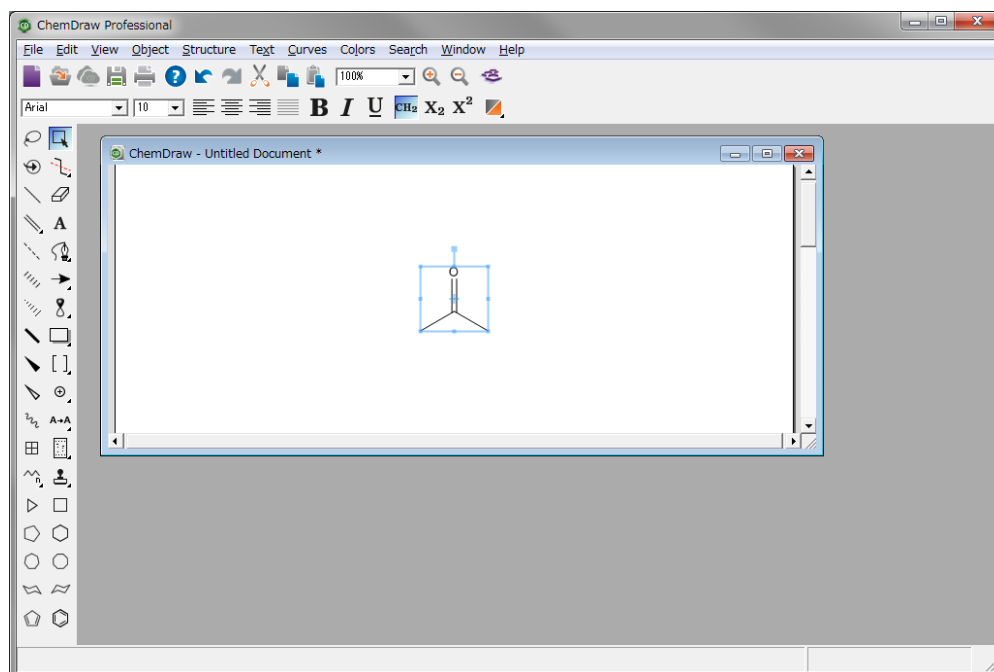 ChemDraw Professional
File Edit View Object Structure Text Curves Colors Search Window Help
100%
Arial 10 B I U CH₂ X₂ X²
ChemDraw - Untitled Document *
A
O
[ ]
A→A
n